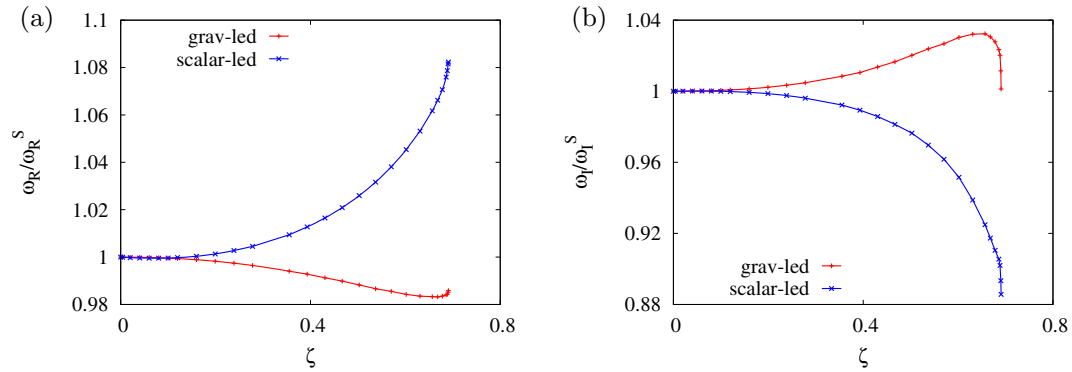 (a)
ω_R/ω_R^S
1.1
1.08
1.06
1.04
1.02
1
0.98
grav-led
scalar-led
0
0.4
0.8
ζ
(b)
ω_I/ω_I^S
1.04
1
0.96
0.92
0.88
grav-led
scalar-led
0
0.4
0.8
ζ